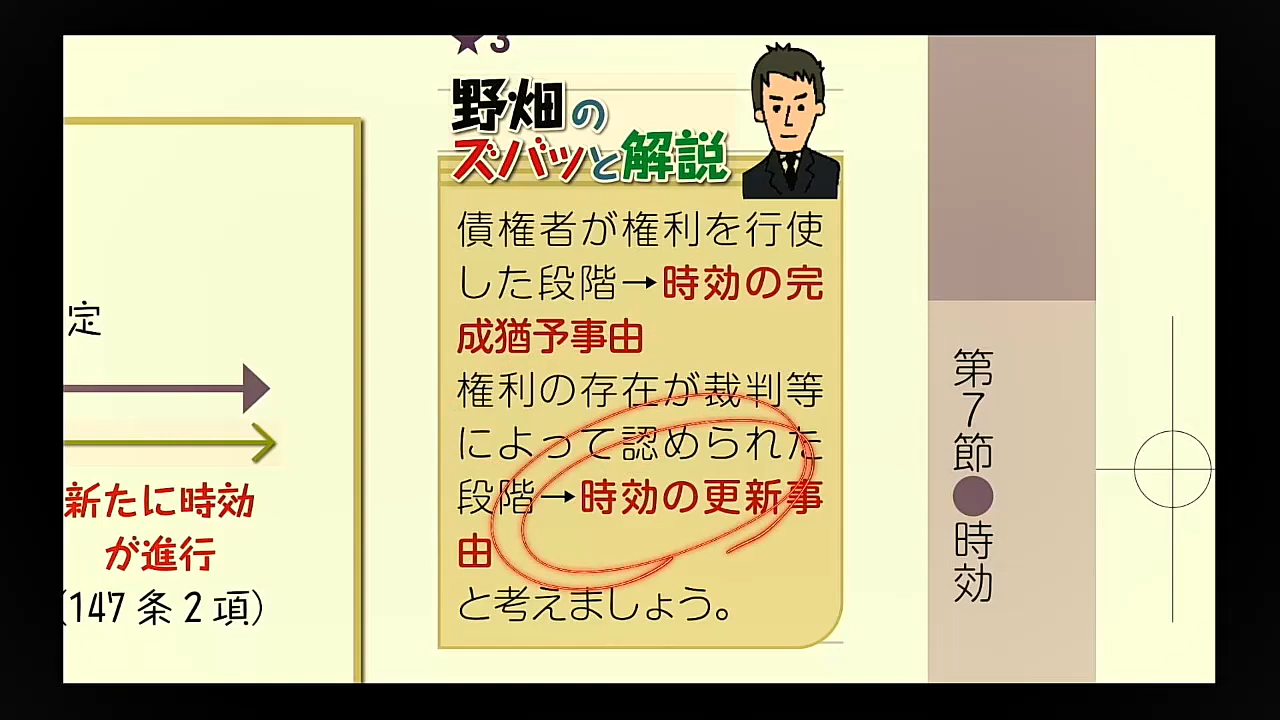 定
新たに時効
が進行
(147条2項)
★3
野畑の
ズバッと解説
債権者が権利を行使
した段階→時効の完
成猶予事由
権利の存在が裁判等
によって認められた
段階→時効の更新事
由
と考えましょう。
第7節●時効